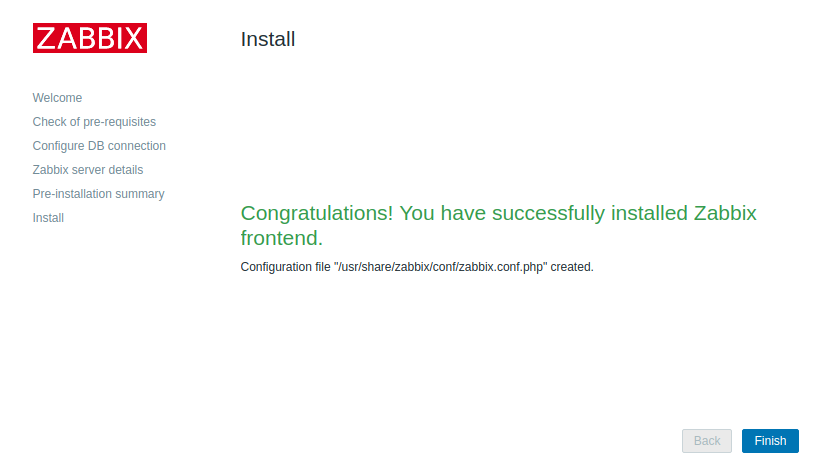 ZABBIX
Install
Welcome
Check of pre-requisites
Configure DB connection
Zabbix server details
Pre-installation summary
Install
Congratulations! You have successfully installed Zabbix
frontend.
Configuration file "/usr/share/zabbix/conf/zabbix.conf.php" created.
Back
Finish